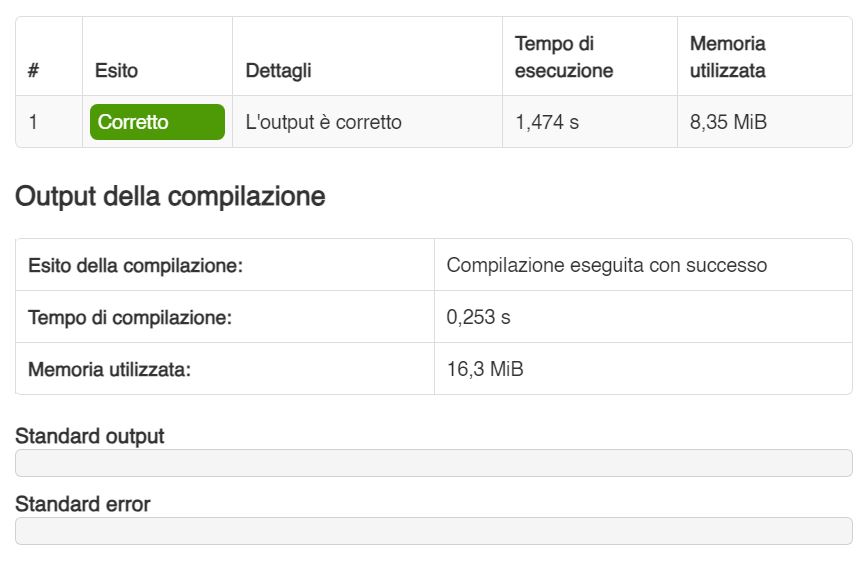 # Esito Dettagli Tempo di esecuzione Memoria utilizzata
1 Corretto L'output è corretto 1,474 s 8,35 MiB
Output della compilazione
Esito della compilazione: Compilazione eseguita con successo
Tempo di compilazione: 0,253 s
Memoria utilizzata: 16,3 MiB
Standard output
Standard error